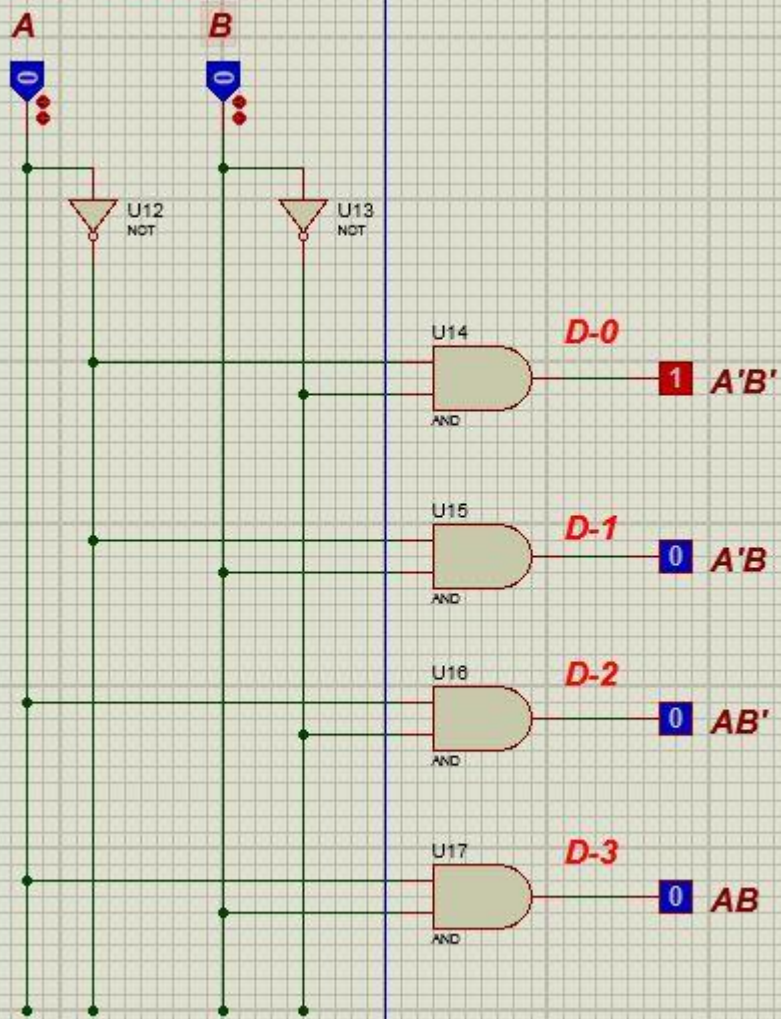 A B
0 0
U12
NOT
U13
NOT
U14
D-0
1 A'B'
AND
U15
D-1
0 A'B
AND
U16
D-2
0 AB'
AND
U17
D-3
0 AB
AND